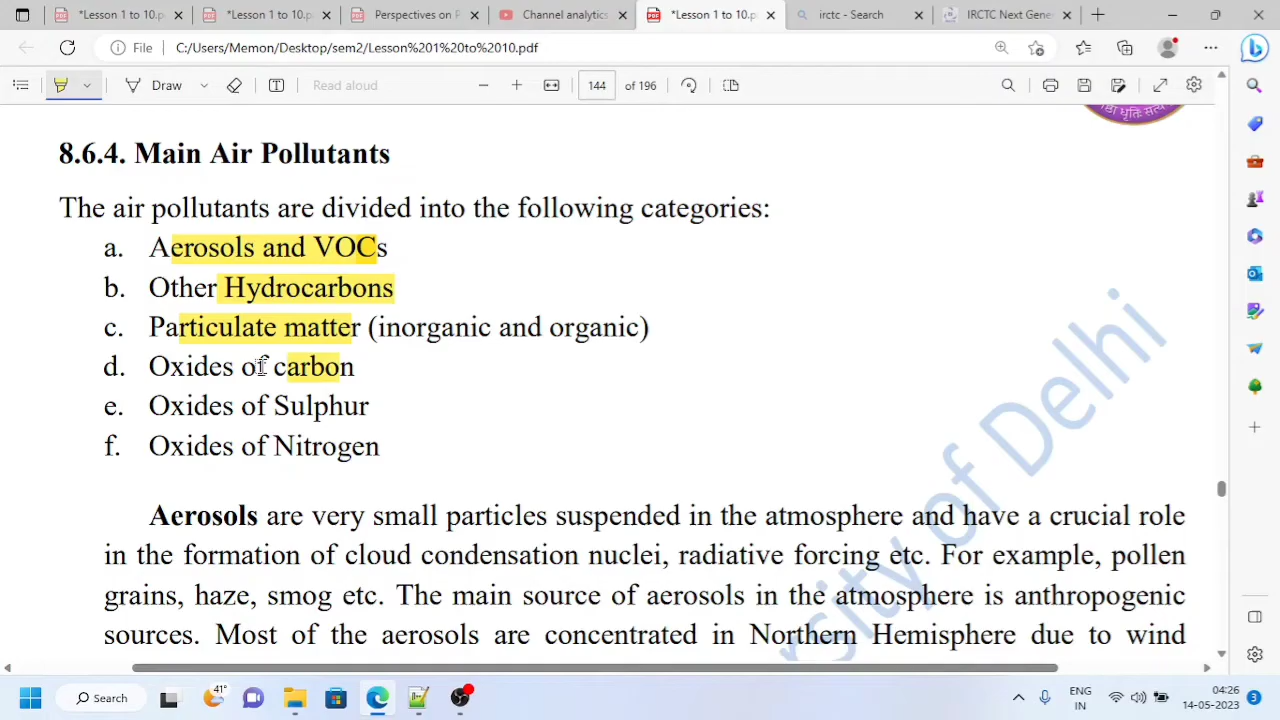 *Lesson 1 to 10.p
*Lesson 1 to 10.p
Perspectives on P
Channel analytics
*Lesson 1 to 10.p
irctc - Search
IRCTC Next Gene
File C:/Users/Memon/Desktop/sem2/Lesson%201%20to%2010.pdf
Draw Read aloud 144 of 196
8.6.4. Main Air Pollutants
The air pollutants are divided into the following categories:
a. Aerosols and VOCs
b. Other Hydrocarbons
c. Particulate matter (inorganic and organic)
d. Oxides of carbon
e. Oxides of Sulphur
f. Oxides of Nitrogen
Aerosols are very small particles suspended in the atmosphere and have a crucial role
in the formation of cloud condensation nuclei, radiative forcing etc. For example, pollen
grains, haze, smog etc. The main source of aerosols in the atmosphere is anthropogenic
sources. Most of the aerosols are concentrated in Northern Hemisphere due to wind
rsity of Delhi
Search
41°
ENG
IN
04:26
14-05-2023
3